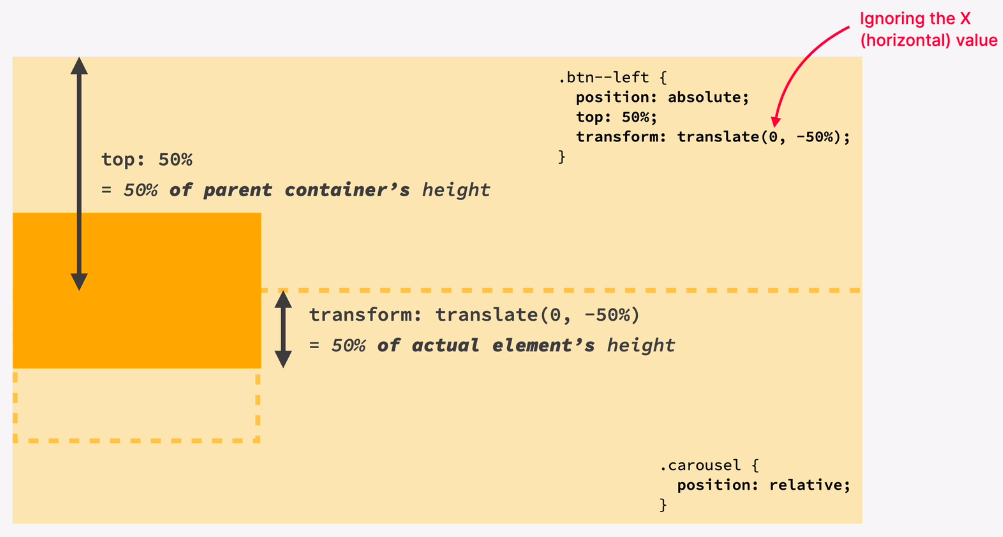 Ignoring the X
(horizontal) value
.btn--left {
position: absolute;
top: 50%;
transform: translate(0, -50%);
}
top: 50%
= 50% of parent container’s height
transform: translate(0, -50%)
= 50% of actual element’s height
.carousel {
position: relative;
}